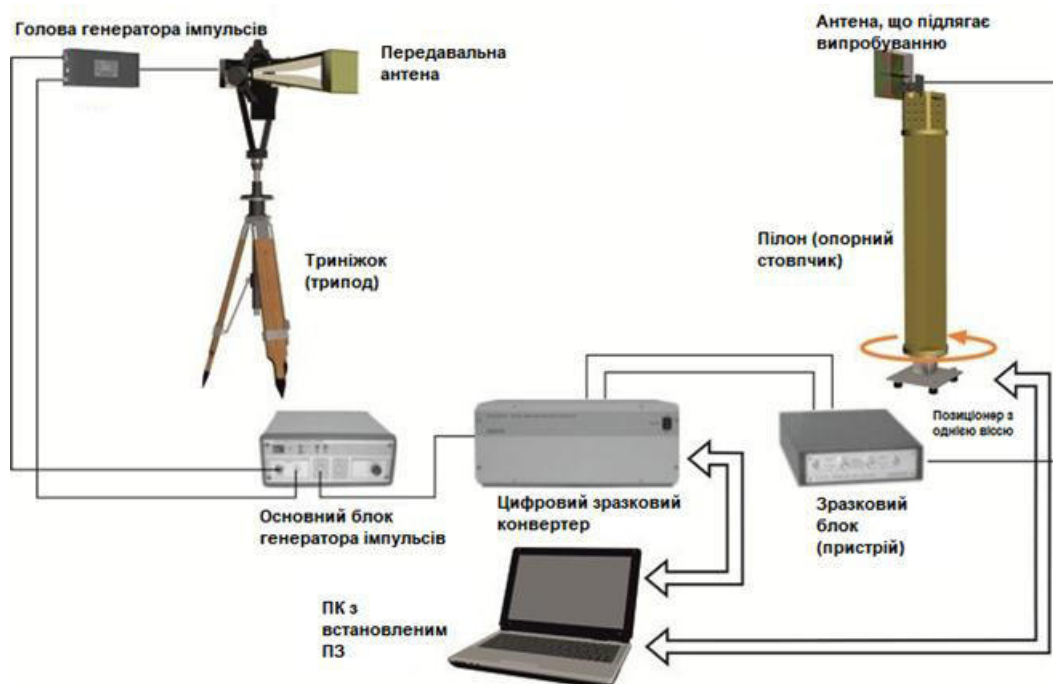 Голова генератора імпульсів
Передавальна
антена
Антена, що підлягає
випробуванню
Триніжок
(трипод)
Пілон (опорний
стовпчик)
Позиціонер з
однією віссю
Основний блок
генератора імпульсів
Цифровий зразковий
конвертер
Зразковий
блок
(пристрій)
ПК з
встановленим
ПЗ